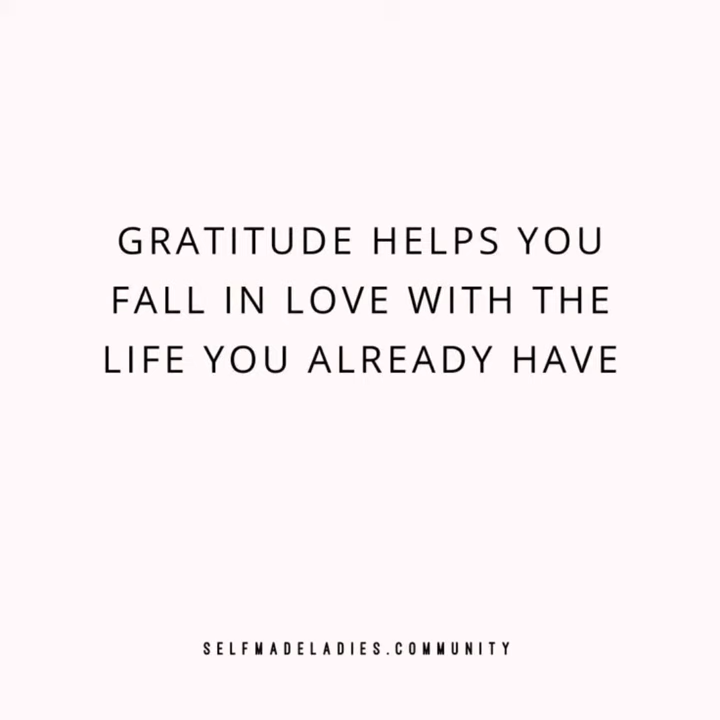 GRATITUDE HELPS YOU
FALL IN LOVE WITH THE
LIFE YOU ALREADY HAVE
SELFMADELADIES.COMMUNITY